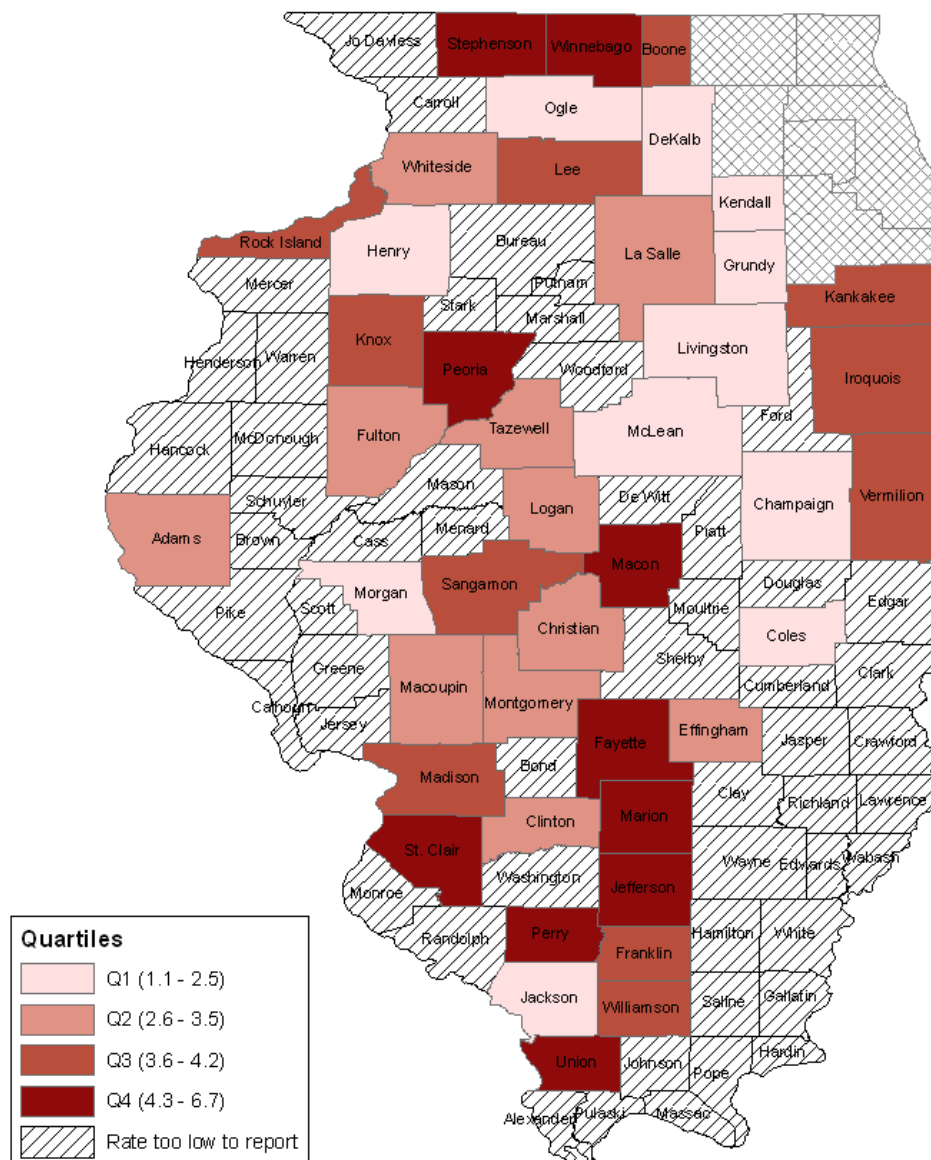 Jo Daviess
Stephenson
Winnebago
Boone
Carroll
Ogle
DeKalb
Whiteside
Lee
Kendall
Rock Island
Henry
Bureau
La Salle
Grundy
Mercer
Putnam
Kankakee
Stark
Marshall
Knox
Livingston
Henderson
Warren
Peoria
Woodford
Iroquois
Ford
Fulton
Tazewell
McLean
Hancock
McDonough
Mason
Schuyler
Logan
De Witt
Champaign
Vermilion
Adams
Brown
Cass
Menard
Piatt
Macon
Sangamon
Morgan
Scott
Douglas
Pike
Moultrie
Edgar
Christian
Coles
Greene
Shelby
Macoupin
Cumberland
Clark
Montgomery
Calhoun
Jersey
Effingham
Fayette
Jasper
Crawford
Bond
Madison
Clay
Richland
Lawrence
Clinton
Marion
St. Clair
Wayne
Edwards
Wabash
Washington
Monroe
Jefferson
Perry
Hamilton
White
Randolph
Franklin
Jackson
Williamson
Saline
Gallatin
Union
Johnson
Hardin
Pope
Alexander
Pulaski
Massac
Quartiles
Q1 (1.1 - 2.5)
Q2 (2.6 - 3.5)
Q3 (3.6 - 4.2)
Q4 (4.3 - 6.7)
Rate too low to report